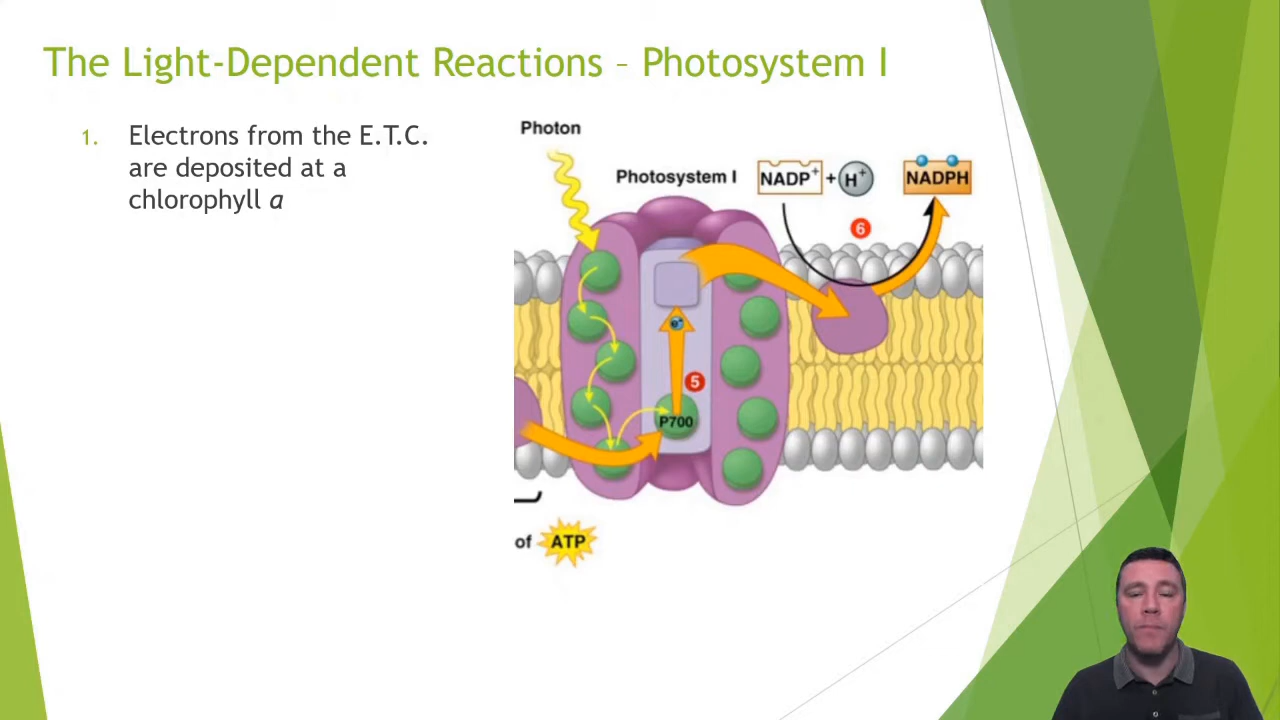 The Light-Dependent Reactions – Photosystem I
1. Electrons from the E.T.C.
are deposited at a
chlorophyll a
Photon
Photosystem I
NADP+ + H+
NADPH
6
e-
5
P700
of ATP